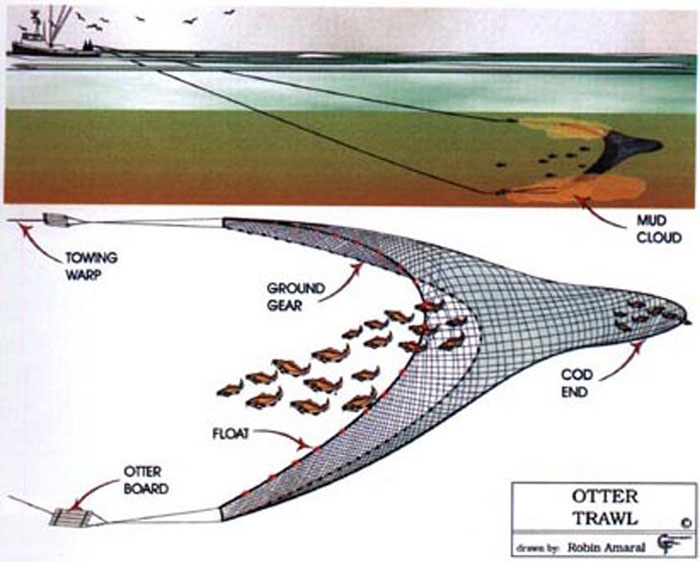 MUD
CLOUD
TOWING
WARP
GROUND
GEAR
COD
END
FLOAT
OTTER
BOARD
OTTER
TRAWL
©
drawn by: Robin Amaral